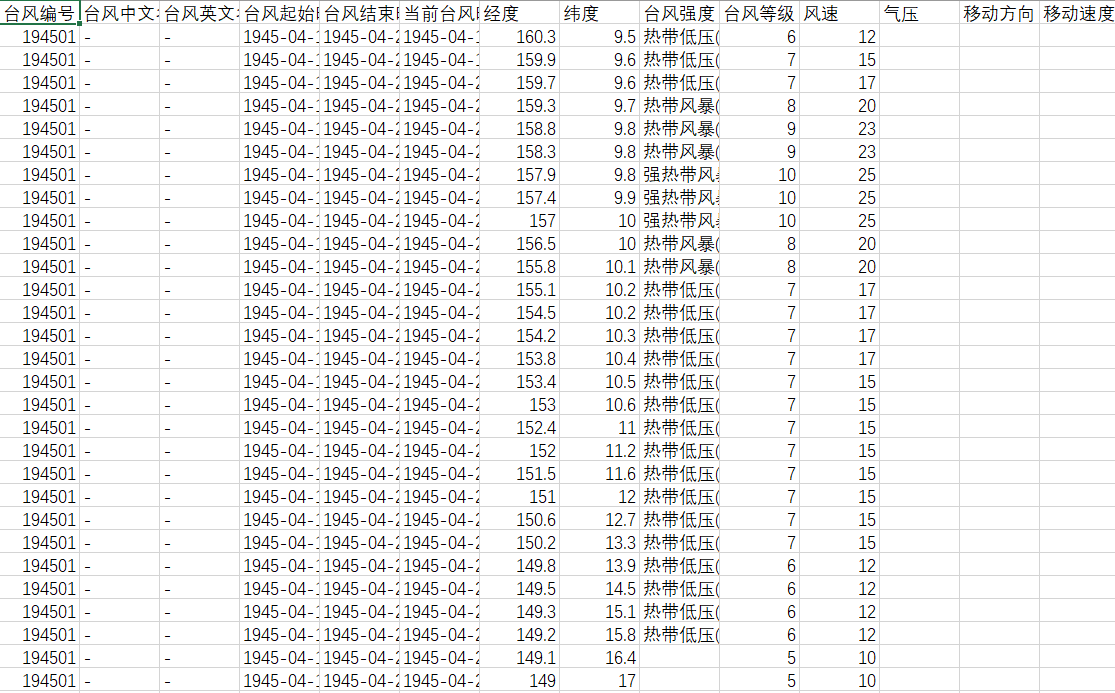 台风编号 台风中文 台风英文 台风起始 台风结束 当前台风 经度 纬度 台风强度 台风等级 风速 气压 移动方向 移动速度
194501 - - 1945-04-1 1945-04-2 1945-04-1 160.3 9.5 热带低压( 6 12
194501 - - 1945-04-1 1945-04-2 1945-04-1 159.9 9.6 热带低压( 7 15
194501 - - 1945-04-1 1945-04-2 1945-04-2 159.7 9.6 热带低压( 7 17
194501 - - 1945-04-1 1945-04-2 1945-04-2 159.3 9.7 热带风暴( 8 20
194501 - - 1945-04-1 1945-04-2 1945-04-2 158.8 9.8 热带风暴( 9 23
194501 - - 1945-04-1 1945-04-2 1945-04-2 158.3 9.8 热带风暴( 9 23
194501 - - 1945-04-1 1945-04-2 1945-04-2 157.9 9.8 强热带风 10 25
194501 - - 1945-04-1 1945-04-2 1945-04-2 157.4 9.9 强热带风 10 25
194501 - - 1945-04-1 1945-04-2 1945-04-2 157 10 强热带风 10 25
194501 - - 1945-04-1 1945-04-2 1945-04-2 156.5 10 热带风暴( 8 20
194501 - - 1945-04-1 1945-04-2 1945-04-2 155.8 10.1 热带风暴( 8 20
194501 - - 1945-04-1 1945-04-2 1945-04-2 155.1 10.2 热带低压( 7 17
194501 - - 1945-04-1 1945-04-2 1945-04-2 154.5 10.2 热带低压( 7 17
194501 - - 1945-04-1 1945-04-2 1945-04-2 154.2 10.3 热带低压( 7 17
194501 - - 1945-04-1 1945-04-2 1945-04-2 153.8 10.4 热带低压( 7 17
194501 - - 1945-04-1 1945-04-2 1945-04-2 153.4 10.5 热带低压( 7 15
194501 - - 1945-04-1 1945-04-2 1945-04-2 153 10.6 热带低压( 7 15
194501 - - 1945-04-1 1945-04-2 1945-04-2 152.4 11 热带低压( 7 15
194501 - - 1945-04-1 1945-04-2 1945-04-2 152 11.2 热带低压( 7 15
194501 - - 1945-04-1 1945-04-2 1945-04-2 151.5 11.6 热带低压( 7 15
194501 - - 1945-04-1 1945-04-2 1945-04-2 151 12 热带低压( 7 15
194501 - - 1945-04-1 1945-04-2 1945-04-2 150.6 12.7 热带低压( 7 15
194501 - - 1945-04-1 1945-04-2 1945-04-2 150.2 13.3 热带低压( 7 15
194501 - - 1945-04-1 1945-04-2 1945-04-2 149.8 13.9 热带低压( 6 12
194501 - - 1945-04-1 1945-04-2 1945-04-2 149.5 14.5 热带低压( 6 12
194501 - - 1945-04-1 1945-04-2 1945-04-2 149.3 15.1 热带低压( 6 12
194501 - - 1945-04-1 1945-04-2 1945-04-2 149.2 15.8 热带低压( 6 12
194501 - - 1945-04-1 1945-04-2 1945-04-2 149.1 16.4 5 10
194501 - - 1945-04-1 1945-04-2 1945-04-2 149 17 5 10